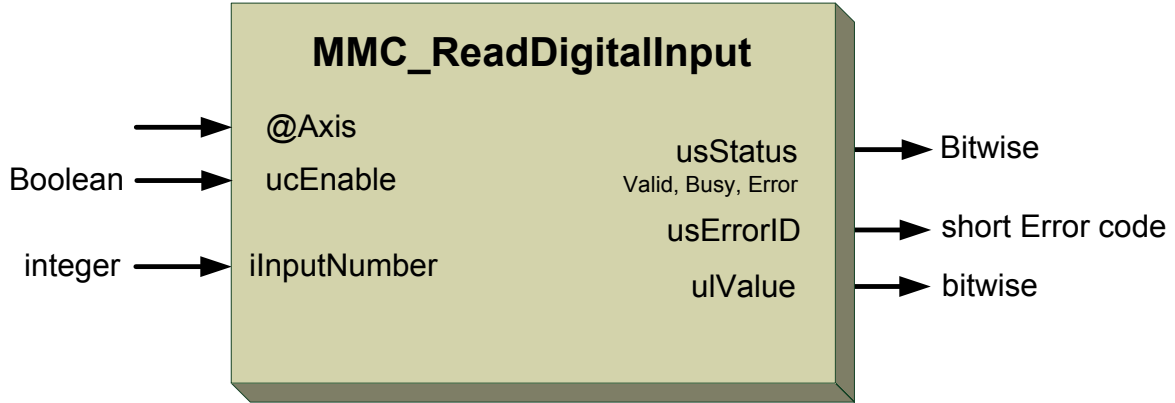 MMC_ReadDigitalInput
@Axis
Boolean
ucEnable
integer
iInputNumber
usStatus
Valid, Busy, Error
Bitwise
usErrorID
short Error code
ulValue
bitwise